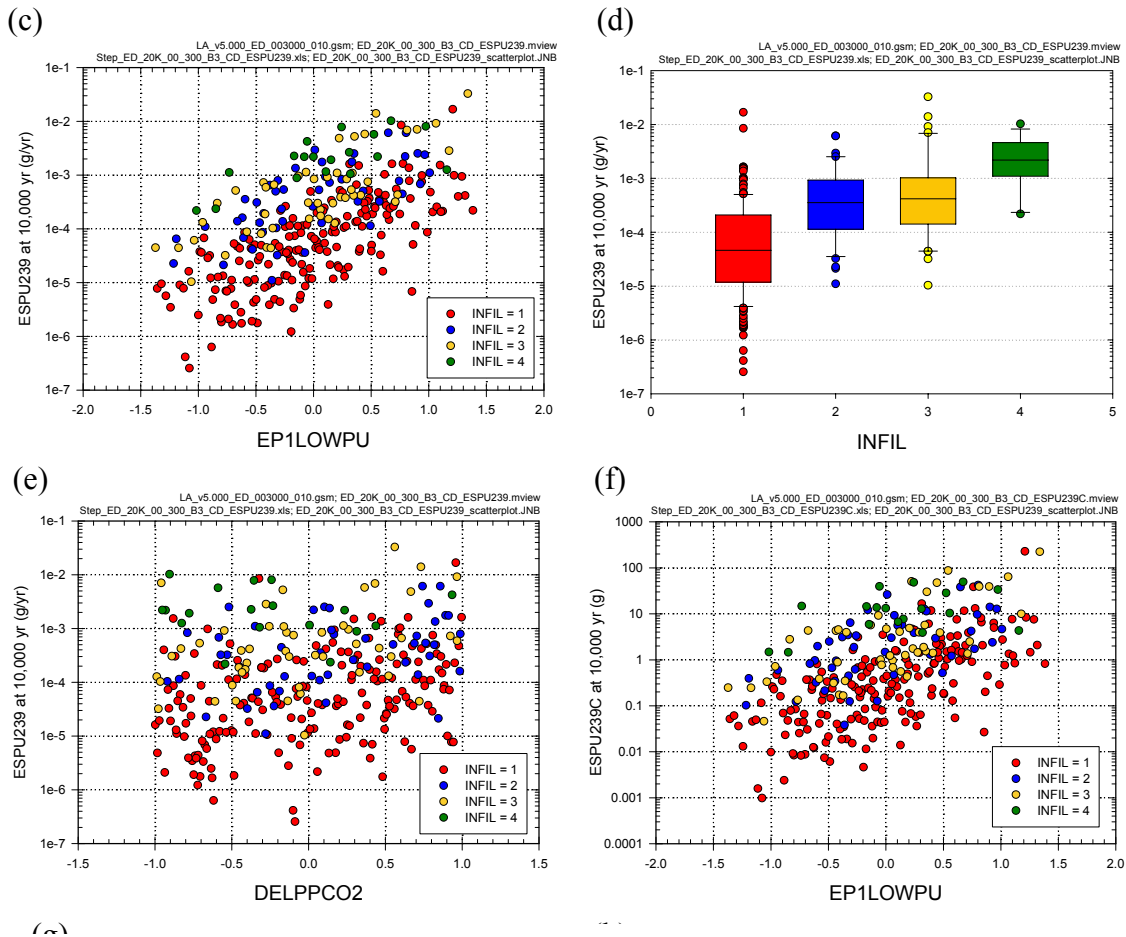 (c)
LA_v5.000_ED_003000_010.gsm; ED_20K_00_300_B3_CD_ESPU239.mview
Step_ED_20K_00_300_B3_CD_ESPU239.xls; ED_20K_00_300_B3_CD_ESPU239_scatterplot.JNB
ESPU239 at 10,000 yr (g/yr)
1e-1
1e-2
1e-3
1e-4
1e-5
1e-6
1e-7
INFIL = 1
INFIL = 2
INFIL = 3
INFIL = 4
-2.0 -1.5 -1.0 -0.5 0.0 0.5 1.0 1.5 2.0
EP1LOWPU
(d)
LA_v5.000_ED_003000_010.gsm; ED_20K_00_300_B3_CD_ESPU239.mview
Step_ED_20K_00_300_B3_CD_ESPU239.xls; ED_20K_00_300_B3_CD_ESPU239_scatterplot.JNB
ESPU239 at 10,000 yr (g/yr)
1e-1
1e-2
1e-3
1e-4
1e-5
1e-6
1e-7
0 1 2 3 4 5
INFIL
(e)
LA_v5.000_ED_003000_010.gsm; ED_20K_00_300_B3_CD_ESPU239.mview
Step_ED_20K_00_300_B3_CD_ESPU239.xls; ED_20K_00_300_B3_CD_ESPU239_scatterplot.JNB
ESPU239 at 10,000 yr (g/yr)
1e-1
1e-2
1e-3
1e-4
1e-5
1e-6
1e-7
INFIL = 1
INFIL = 2
INFIL = 3
INFIL = 4
-1.5 -1.0 -0.5 0.0 0.5 1.0 1.5
DELPPCO2
(f)
LA_v5.000_ED_003000_010.gsm; ED_20K_00_300_B3_CD_ESPU239C.mview
Step_ED_20K_00_300_B3_CD_ESPU239C.xls; ED_20K_00_300_B3_CD_ESPU239_scatterplot.JNB
ESPU239C at 10,000 yr (g)
1000
100
10
1
0.1
0.01
0.001
0.0001
INFIL = 1
INFIL = 2
INFIL = 3
INFIL = 4
-2.0 -1.5 -1.0 -0.5 0.0 0.5 1.0 1.5 2.0
EP1LOWPU